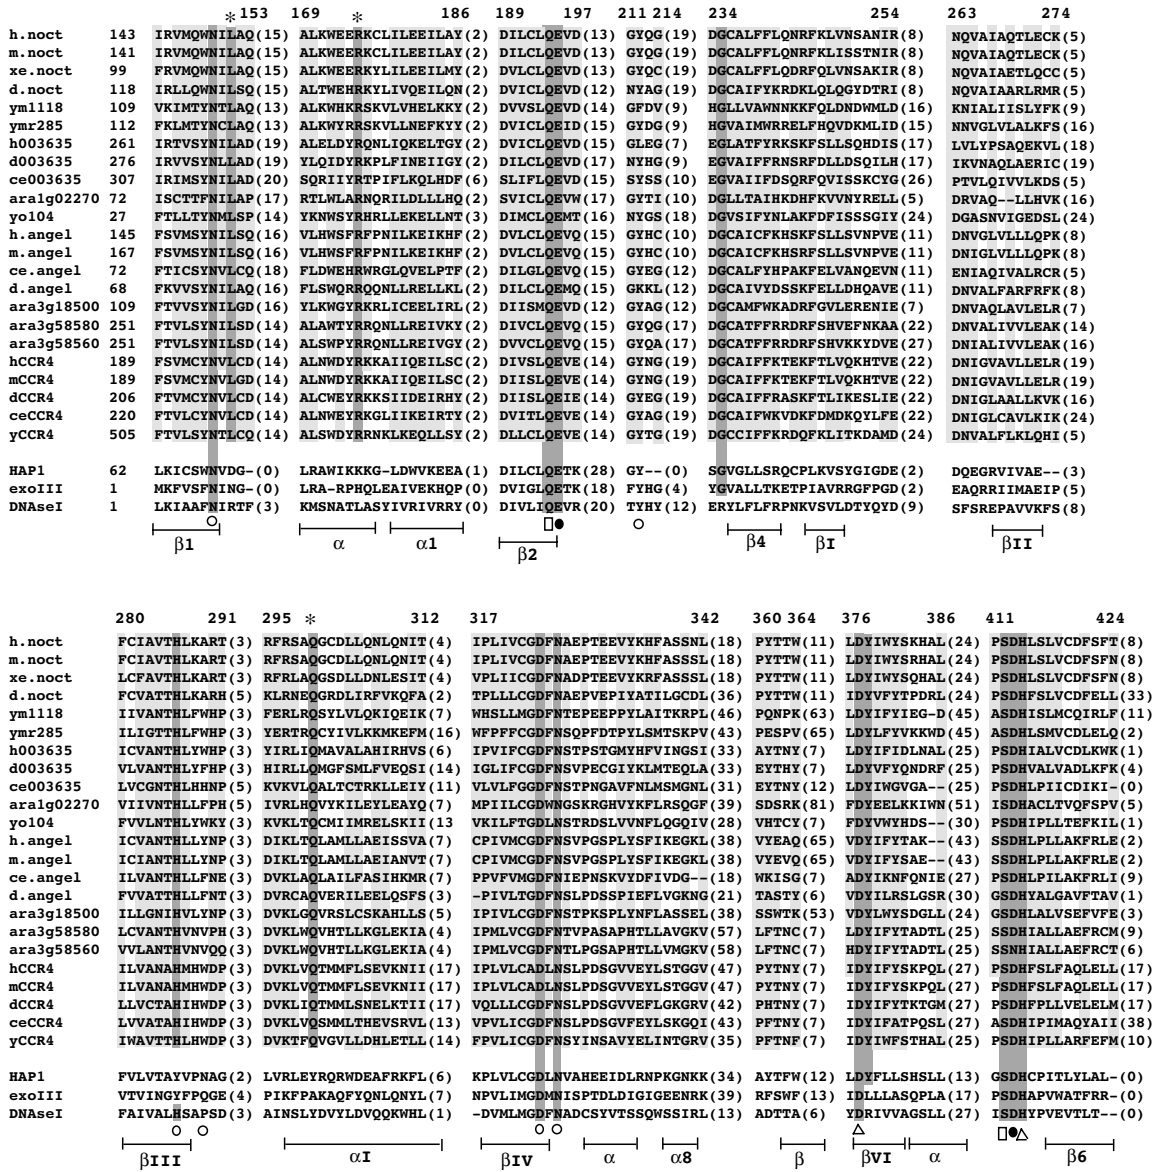 * 153 169 * 186 189 197 211 214 234 254 263 274
h.noct 143 IRVMQWNILAQ(15) ALKWEERKCLILEEILAY(2) DILCLQEVD(13) GYQG(19) DGCALFFLQNRFKLVNSANIR(8) NQVAIAQTLECK(5)
m.noct 141 IRVMQWNILAQ(15) ALKWEERKCLILEEILAY(2) DILCLQEVD(13) GYQG(19) DGCALFFLQNRFKLVNSTNIR(8) NQVAIAQTLECK(5)
xe.noct 99 FRVMQWNILAQ(15) ALKWEERKYLILEEILMY(2) DVLCLQEVD(13) GYQC(19) DGCALFFLQDRFQLVNSAKIR(8) NQVAIAETLQCC(5)
d.noct 118 IRLLQWNILSQ(15) ALTWEHRKYLIVQEILQN(2) DVICLQEVD(12) NYAG(19) DGCAIFYKRDKLQLQGYDTRI(8) NQVAIAARLRMR(5)
ym1118 109 VKIMTYNTLAQ(13) ALKWHKRSKVLVHELKKY(2) DVVSLQEVD(14) GFDV(9) HGLLVAWNNKKFQLDNDWMLD(16) KNIALIISLYFK(9)
ymr285 112 FKLMTYNCLAQ(13) ALKWYRRSKVLLNEFKYY(2) DVICLQEID(15) GYDG(9) HGVAIMWRRELFHQVDKMLID(15) NNVGLVLALKFS(16)
h003635 261 IRTVSYNILAD(19) ALELDYRQNLIQKELTGY(2) DVICLQEVD(15) GLEG(7) EGLATFYRKSKFSLLSQHDIS(17) LVLYPSAQEKVL(18)
d003635 276 IRVVSYNLLAD(19) YLQIDYRKPLFINEIIGY(2) DILCLQEVD(17) NYHG(9) EGVAIFFRNSRFDLLDSQILH(17) IKVNAQLAERIC(19)
ce003635 307 IRIMSYNILAD(20) SQRIIYRTPIFLKQLHDF(6) SLIFLQEVD(15) SYSS(10) EGVAIIFDSQRFQVISSKCYG(26) PTVLQIVVLKDS(5)
ara1g02270 72 ISCTTFNILAP(17) RTLWLARNQRILDLLLHQ(2) SVICLQEVW(17) GYTI(10) DGLLTAIHKDHFKVVNYRELL(5) DRVAQ--LLHVK(16)
yo104 27 FTLLTYNMLSP(14) YKNWSYRHRLLEKELLNT(3) DIMCLQEMT(16) NYGS(18) DGVSIFYNLAKFDFISSSGIY(24) DGASNVIGEDSL(24)
h.angel 145 FSVMSYNILSQ(16) VLHWSFRFPNILKEIKHF(2) DVLCLQEVQ(15) GYHC(10) DGCAICFKHSKFSLLSVNPVE(11) DNVGLVLLLQPK(8)
m.angel 167 FSVMSYNILSQ(16) VLHWSFRFPNILKEIKHF(2) DVLCLQEVQ(15) GYHC(10) DGCAICFKHSRFSLLSVNPVE(11) DNIGLVLLLQPK(8)
ce.angel 72 FTICSYNVLCQ(18) FLDWEHRWRGLQVELPTF(2) DILGLQEVQ(15) GYEG(12) DGCALFYHPAKFELVANQEVN(11) ENIAQIVALRCR(5)
d.angel 68 FKVVSYNILAQ(16) FLSWQRRQQNLLRELLKL(2) DILCLQEMQ(15) GKKL(12) DGCAIVYDSSKFELLDHQAVE(11) DNVALFARFRFK(8)
ara3g18500 109 FTVVSYNILGD(16) YLKWGYRKRLICEELIRL(2) DIISMQEVD(12) GYAG(12) DGCAMFWKADRFGVLERENIE(7) DNVAQLAVLELR(7)
ara3g58580 251 FTVLSYNILSD(14) ALAWTYRRQNLLREIVKY(2) DIVCLQEVQ(15) GYQG(17) DGCATFFRRDRFSHVEFNKAA(22) DNVALIVVLEAK(14)
ara3g58560 251 FTVLSYNILSD(14) ALSWPYRRQNLLREIVGY(2) DVVCLQEVQ(15) GYQA(17) DGCATFFRRDRFSHVKKYDVE(27) DNIALIVVLEAK(16)
hCCR4 189 FSVMCYNVLCD(14) ALNWDYRKKAIIQEILSC(2) DIVSLQEVE(14) GYNG(19) DGCAIFFKTEKFTLVQKHTVE(22) DNIGVAVLLELR(19)
mCCR4 189 FSVMCYNVLGD(14) ALNWDYRKKAIIQEILSC(2) DIISLQEVE(14) GYNG(19) DGCAIFFKTEKFTLVQKHTVE(22) DNIGVAVLLELR(19)
dCCR4 206 FTVMCYNVLCD(14) ALCWEYRKKSIIDEIRHY(2) DIISLQEIE(14) GYEG(19) DGCAIFFRASKFTLIKESLIE(22) DNIGLAALLKVK(16)
ceCCR4 220 FTVLCYNVLCD(14) ALNWEYRKGLIIKEIRTY(2) DVITLQEVE(14) GYAG(19) DGCAIFWKVDKFDMDKQYLFE(22) DNIGLCAVLKIK(24)
yCCR4 505 FTVLSYNTLCQ(14) ALSWDYRRNKLKEQLLSY(2) DLLCLQEVE(14) GYTG(19) DGCCIFFKRDQFKLITKDAMD(24) DNVALFLKLQHI(5)
HAP1 62 LKICSWNVDG-(0) LRAWIKKKG-LDWVKEEA(1) DILCLQETK(28) GY--(0) SGVGLLSRQCPLKVSYGIGDE(2) DQEGRVIVAE--(3)
exoIII 1 MKFVSFNING-(0) LRA-RPHQLEAIVEKHQP(0) DVIGLQETK(18) FYHG(4) YGVALLTKETPIAVRRGFPGD(2) EAQRRIIMAEIP(5)
DNAseI 1 LKIAAFNIRTF(3) KMSNATLASYIVRIVRRY(0) DIVLIQEVR(20) TYHY(12) ERYLFLFRPNKVSVLDTYQYD(9) SFSREPAVVKFS(8)
β1 α α1 β2 β4 βI βII
280 291 295 * 312 317 342 360 364 376 386 411 424
h.noct FCIAVTHLKART(3) RFRSAQGCDLLQNLQNIT(4) IPLIVCGDFNAEPTEEVYKHFASSNL(18) PYTTW(11) LDYIWYSKHAL(24) PSDHLSLVCDFSFT(8)
m.noct FCIAVTHLKART(3) RFRSAQGCDLLQNLQNIT(4) IPLIVCGDFNAEPTEEVYKHFASSSL(18) PYTTW(11) LDYIWYSRHAL(24) PSDHLSLVCDFSFN(8)
xe.noct LCFAVTHLKART(3) RFRLAQGSDLLDNLESIT(4) VPLIICGDFNADPTEEVYKRFASSSL(18) PYTTW(11) LDYIWYSQHAL(24) PSDHLSLVCDFSFN(8)
d.noct FCVATTHLKARH(5) KLRNEQGRDLIRFVKQFA(2) TPLLLCGDFNAEPVEPIYATILGCDL(36) PYTTW(11) LDYVFYTPDRL(24) PSDHFSLVCDFELL(33)
ym1118 IIVANTHLFWHP(3) FERLRQSYLVLQKIQEIK(7) WHSLLMGDFNTEPEEPPYLAITKRPL(46) PQNPK(63) LDYIFYIEG-D(45) ASDHISLMCQIRLF(11)
ymr285 ILIGTTHLFWHP(3) YERTRQCYIVLKKMKEFM(16) WFPFFCGDFNSQPFDTPYLSMTSKPV(43) PESPV(65) LDYLFYVKKWD(45) ASDHLSMVCDLELQ(2)
h003635 ICVANTHLYWHP(3) YIRLIQMAVALAHIRHVS(6) IPVIFCGDFNSTPSTGMYHFVINGSI(33) AYTNY(7) LDYIFIDLNAL(25) PSDHIALVCDLKWK(1)
d003635 VLVANTHLYFHP(3) HIRLLQMGFSMLFVEQSI(14) IGLIFCGDFNSVPECGIYKLMTEQLA(33) EYTHY(7) LDYVFYQNDRF(25) PSDHVALVADLKFK(4)
ce003635 LVCGNTHLHHNP(5) KVKVLQALTCTRKLLEIY(11) VLVLFGGDFNSTPNGAVFNLMSMGNL(31) EYTNY(12) LDYIWGVGA--(25) PSDHLPIICDIKI-(0)
ara1g02270 VIIVNTHLLFPH(5) IVRLHQVYKILEYLEAYQ(7) MPIILCGDWNGSKRGHVYKFLRSQGF(39) SDSRK(81) FDYEELKKIWN(51) ISDHACLTVQFSPV(5)
yo104 FVVLNTHLYWKY(3) KVKLTQCMIIMRELSKII(13 VKILFTGDLNSTRDSLVVNFLQGQIV(28) VHTCY(7) FDYVWYHDS--(30) PSDHIPLLTEFKIL(1)
h.angel ICVANTHLLYNP(3) DIKLTQLAMLLAEISSVA(7) CPIVMCGDFNSVPGSPLYSFIKEGKL(38) VYEVQ(65) VDYIFYTAK--(43) SSDHLPLLAKFRLE(2)
m.angel ICIANTHLLYNP(3) DIKLTQLAMLLAEIANVT(7) CPIVMCGDFNSVPGSPLYSFIKEGKL(38) VYEVQ(65) VDYIFYSAE--(43) SSDHLPLLAKFRLE(2)
ce.angel ILVANTHLLFNE(3) DVKLAQLAILFASIHKMR(7) PPVFVMGDFNIEPNSKVYDFIVDG--(18) WKISG(7) ADYIKNFQNIE(27) PSDHLPILAKFRLI(9)
d.angel FVVATTHLLFNT(3) DVRCAQVERILEELQSFS(3) -PIVLTGDFNSLPDSSPIEFLVGKNG(21) TASTY(6) VDYILRSLGSR(30) GSDHYALGAVFTAV(1)
ara3g18500 ILLGNIHVLYNP(3) DVKLGQVRSLCSKAHLLS(5) IPIVLCGDFNSTPKSPLYNFLASSEL(38) SSWTK(53) VDYLWYSDGLL(24) GSDHLALVSEFVFE(3)
ara3g58580 LCVANTHVNVPH(3) DVKLWQVHTLLKGLEKIA(4) IPMLVCGDFNTVPASAPHTLLAVGKV(57) LFTNC(7) LDYIFYTADTL(25) SSDHIALLAEFRCM(9)
ara3g58560 VVLANTHVNVQQ(3) DVKLWQVHTLLKGLEKIA(4) IPMLVCGDFNTLPGSAPHTLLVMGKV(58) LFTNC(7) HDYIFYTADTL(25) SSNHIALLAEFRCT(6)
hCCR4 ILVANAHMHWDP(3) DVKLVQTMMFLSEVKNII(17) IPLVLCADLNSLPDSGVVEYLSTGGV(47) PYTNY(7) IDYIFYSKPQL(27) PSDHFSLFAQLELL(17)
mCCR4 ILVANAHMHWDP(3) DVKLVQTMMFLSEVKNII(17) IPLVLCADLNSLPDSGVVEYLSTGGV(47) PYTNY(7) IDYIFYSKPQL(27) PSDHFSLFAQLELL(17)
dCCR4 LLVCTAHIHWDP(3) DVKLIQTMMLSNELKTII(17) VQLLLCGDFNSLPDSGVVEFLGKGRV(42) PHTNY(7) IDYIFYTKTGM(27) PSDHFPLLVELELM(17)
ceCCR4 LVVATAHIHWDP(3) DVKLVQSMMLTHEVSRVL(13) VPVLICGDFNSLPDSGVFEYLSKGQI(43) PFTNY(7) IDYIFATPQSL(27) ASDHIPIMAQYAII(38)
yCCR4 IWAVTTHLHWDP(3) DVKTFQVGVLLDHLETLL(14) FPVLICGDFNSYINSAVYELINTGRV(35) PFTNF(7) IDYIWFSTHAL(25) PSDHIPLLARFEFM(10)
HAP1 FVLVTAYVPNAG(2) LVRLEYRQRWDEAFRKFL(6) KPLVLCGDLNVAHEEIDLRNPKGNKK(34) AYTFW(12) LDYFLLSHSLL(13) GSDHCPITLYLAL-(0)
exoIII VTVINGYFPQGE(4) PIKFPAKAQFYQNLQNYL(7) NPVLIMGDMNISPTDLDIGIGEENRK(39) RFSWF(13) IDLLLASQPLA(17) PSDHAPVWATFRR-(0)
DNAseI FAIVALHSAPSD(3) AINSLYDVYLDVQQKWHL(1) -DVMLMGDFNADCSYVTSSQWSSIRL(13) ADTTA(6) YDRIVVAGSLL(27) ISDHYPVEVTLT--(0)
βIII αI βIV α α8 β βVI α β6